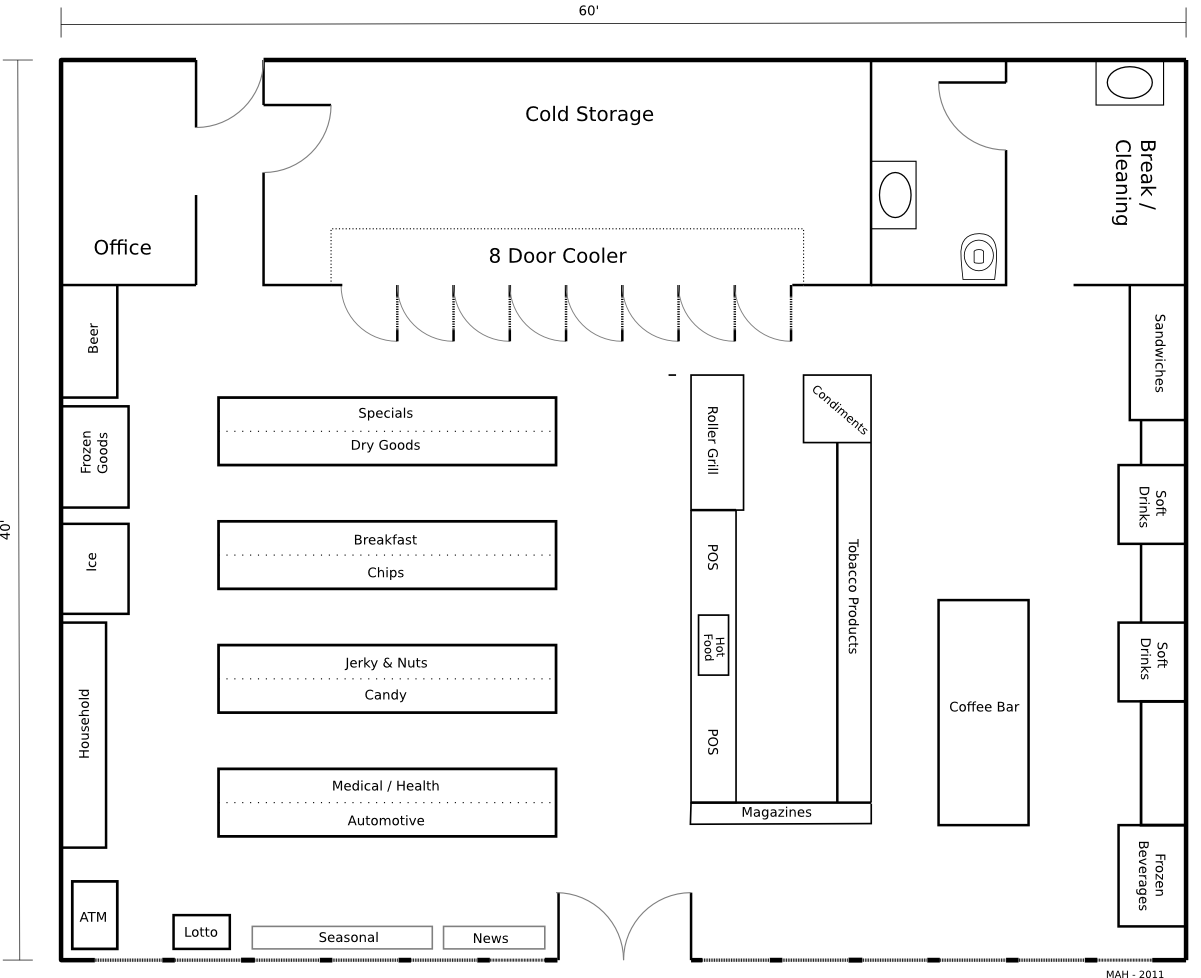 60'
Cold Storage
Break /
Cleaning
Office
8 Door Cooler
Beer
Sandwiches
Specials
Dry Goods
Roller Grill
Condiments
Frozen
Goods
Soft
Drinks
40'
Ice
Breakfast
Chips
POS
Tobacco Products
Hot
Food
Jerky & Nuts
Candy
Soft
Drinks
Household
POS
Coffee Bar
Medical / Health
Automotive
Magazines
Frozen
Beverages
ATM
Lotto
Seasonal
News
MAH - 2011